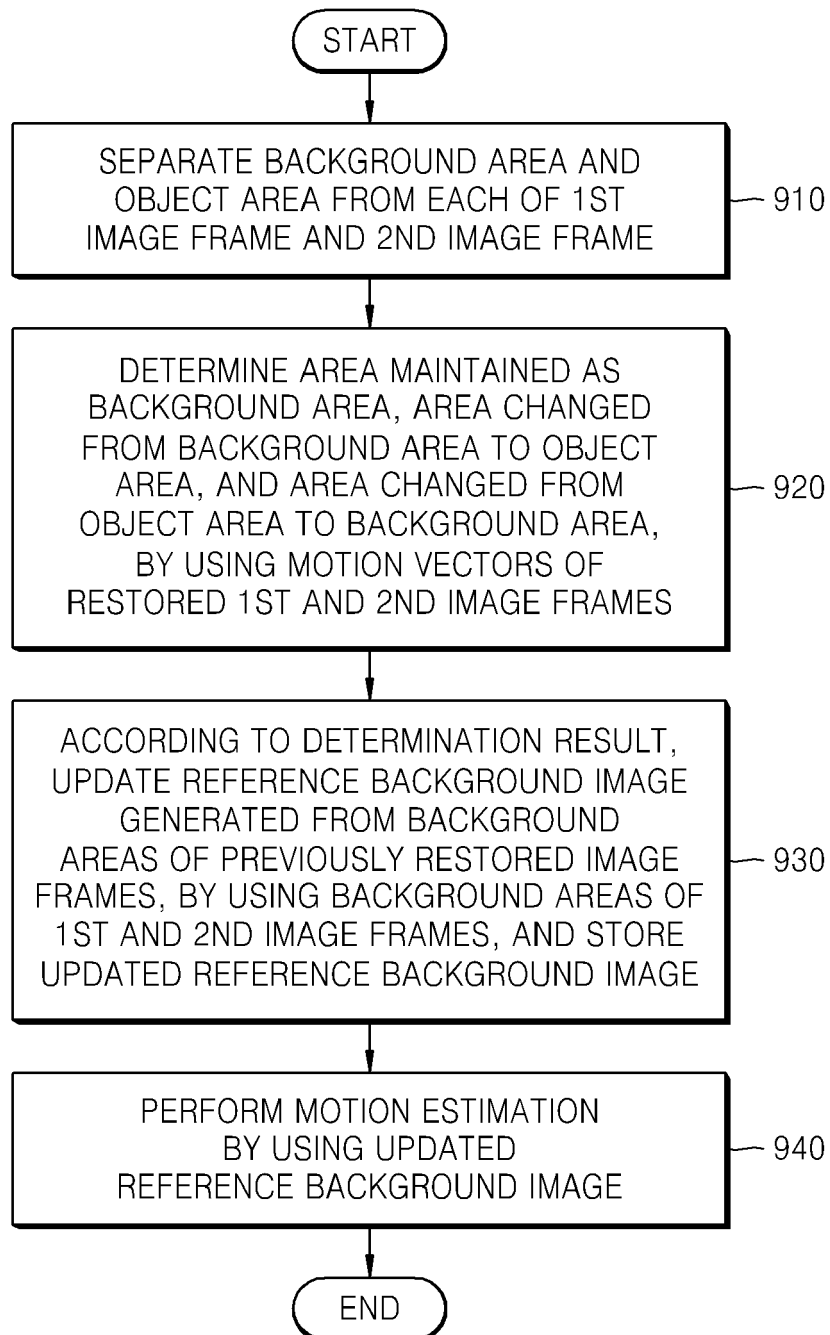 START
SEPARATE BACKGROUND AREA AND
OBJECT AREA FROM EACH OF 1ST
IMAGE FRAME AND 2ND IMAGE FRAME
910
DETERMINE AREA MAINTAINED AS
BACKGROUND AREA, AREA CHANGED
FROM BACKGROUND AREA TO OBJECT
AREA, AND AREA CHANGED FROM
OBJECT AREA TO BACKGROUND AREA,
BY USING MOTION VECTORS OF
RESTORED 1ST AND 2ND IMAGE FRAMES
920
ACCORDING TO DETERMINATION RESULT,
UPDATE REFERENCE BACKGROUND IMAGE
GENERATED FROM BACKGROUND
AREAS OF PREVIOUSLY RESTORED IMAGE
FRAMES, BY USING BACKGROUND AREAS OF
1ST AND 2ND IMAGE FRAMES, AND STORE
UPDATED REFERENCE BACKGROUND IMAGE
930
PERFORM MOTION ESTIMATION
BY USING UPDATED
REFERENCE BACKGROUND IMAGE
940
END